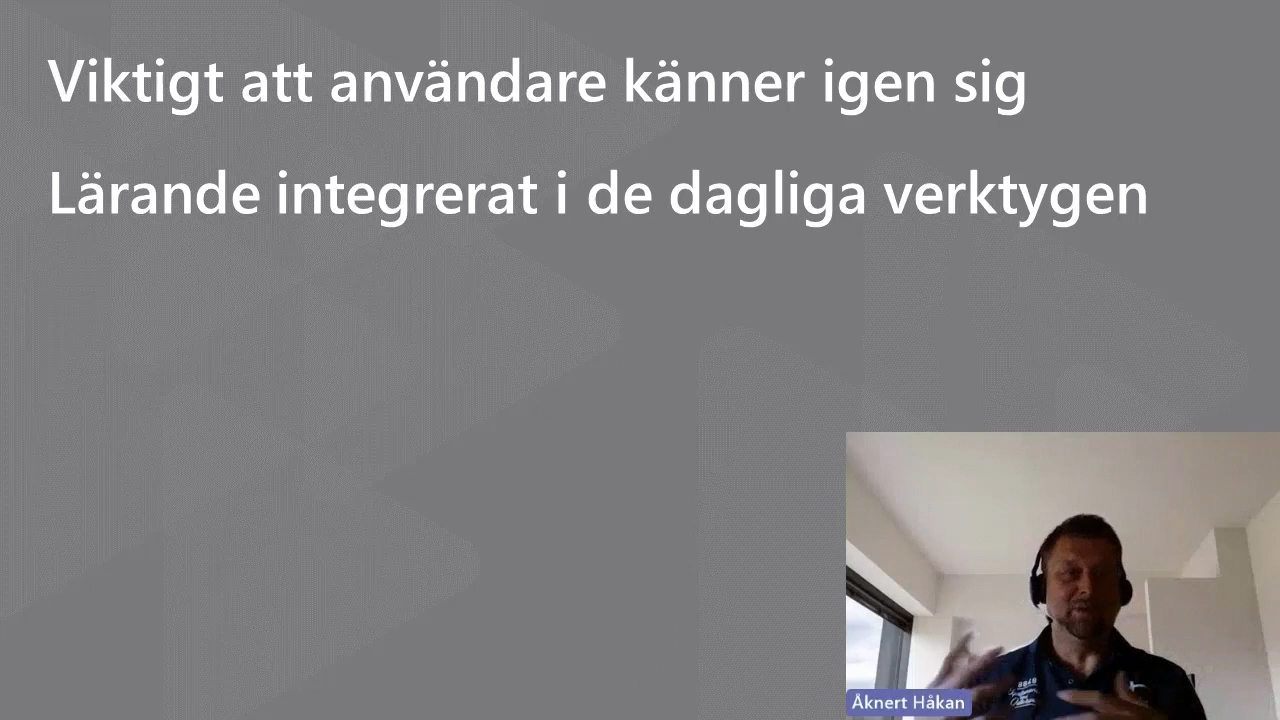 Viktigt att användare känner igen sig
Lärande integrerat i de dagliga verktygen
Åknert Håkan